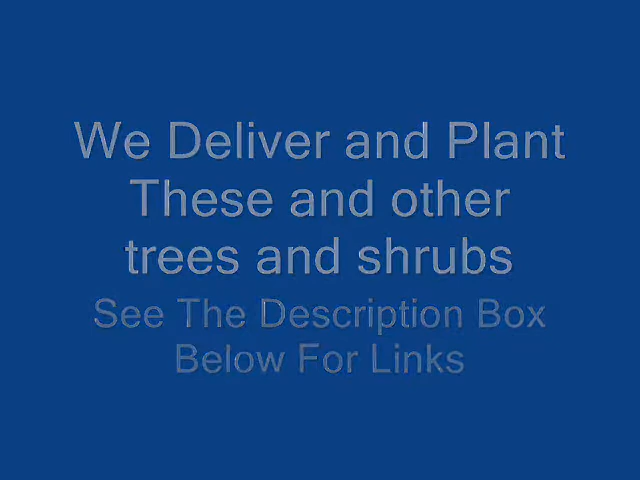 We Deliver and Plant
These and other
trees and shrubs
See The Description Box
Below For Links